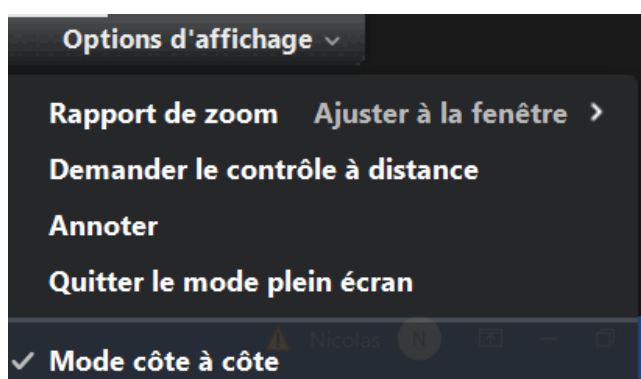 Options d'affichage
Rapport de zoom Ajuster à la fenêtre >
Demander le contrôle à distance
Annoter
Quitter le mode plein écran
Nicolas N
Mode côte à côte